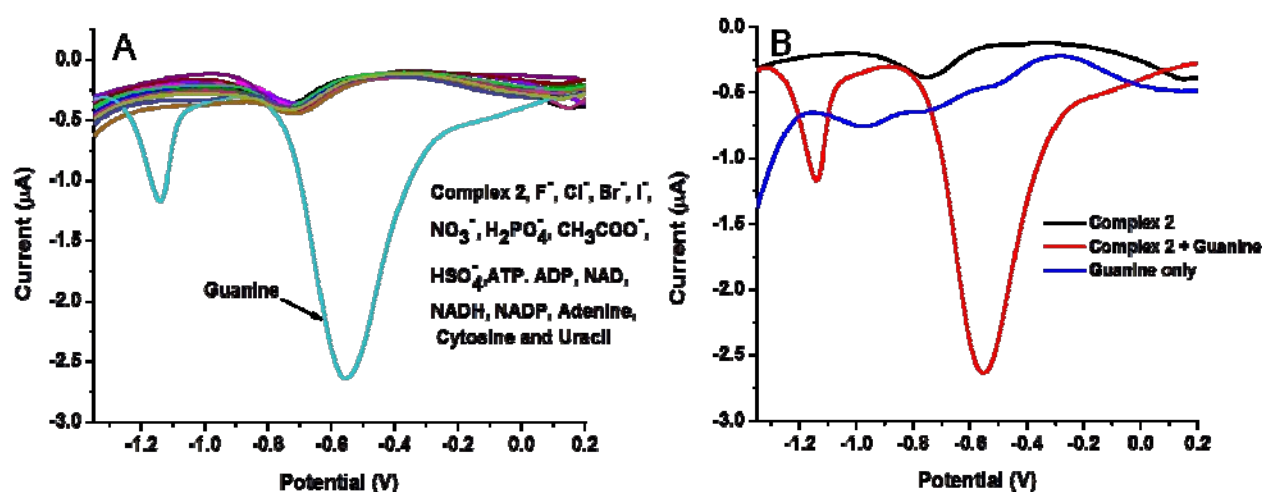 A
0.0
-0.5
-1.0
-1.5
-2.0
-2.5
-3.0
Current (μA)
Complex 2, F⁻, Cl⁻, Br⁻, I⁻,
NO₃⁻, H₂PO₄⁻, CH₃COO⁻,
HSO₄⁻,ATP. ADP, NAD,
NADH, NADP, Adenine,
Cytosine and Uracil
Guanine
-1.2 -1.0 -0.8 -0.6 -0.4 -0.2 0.0 0.2
Potential (V)
B
0.0
-0.5
-1.0
-1.5
-2.0
-2.5
-3.0
Current (μA)
Complex 2
Complex 2 + Guanine
Guanine only
-1.2 -1.0 -0.8 -0.6 -0.4 -0.2 0.0 0.2
Potential (V)